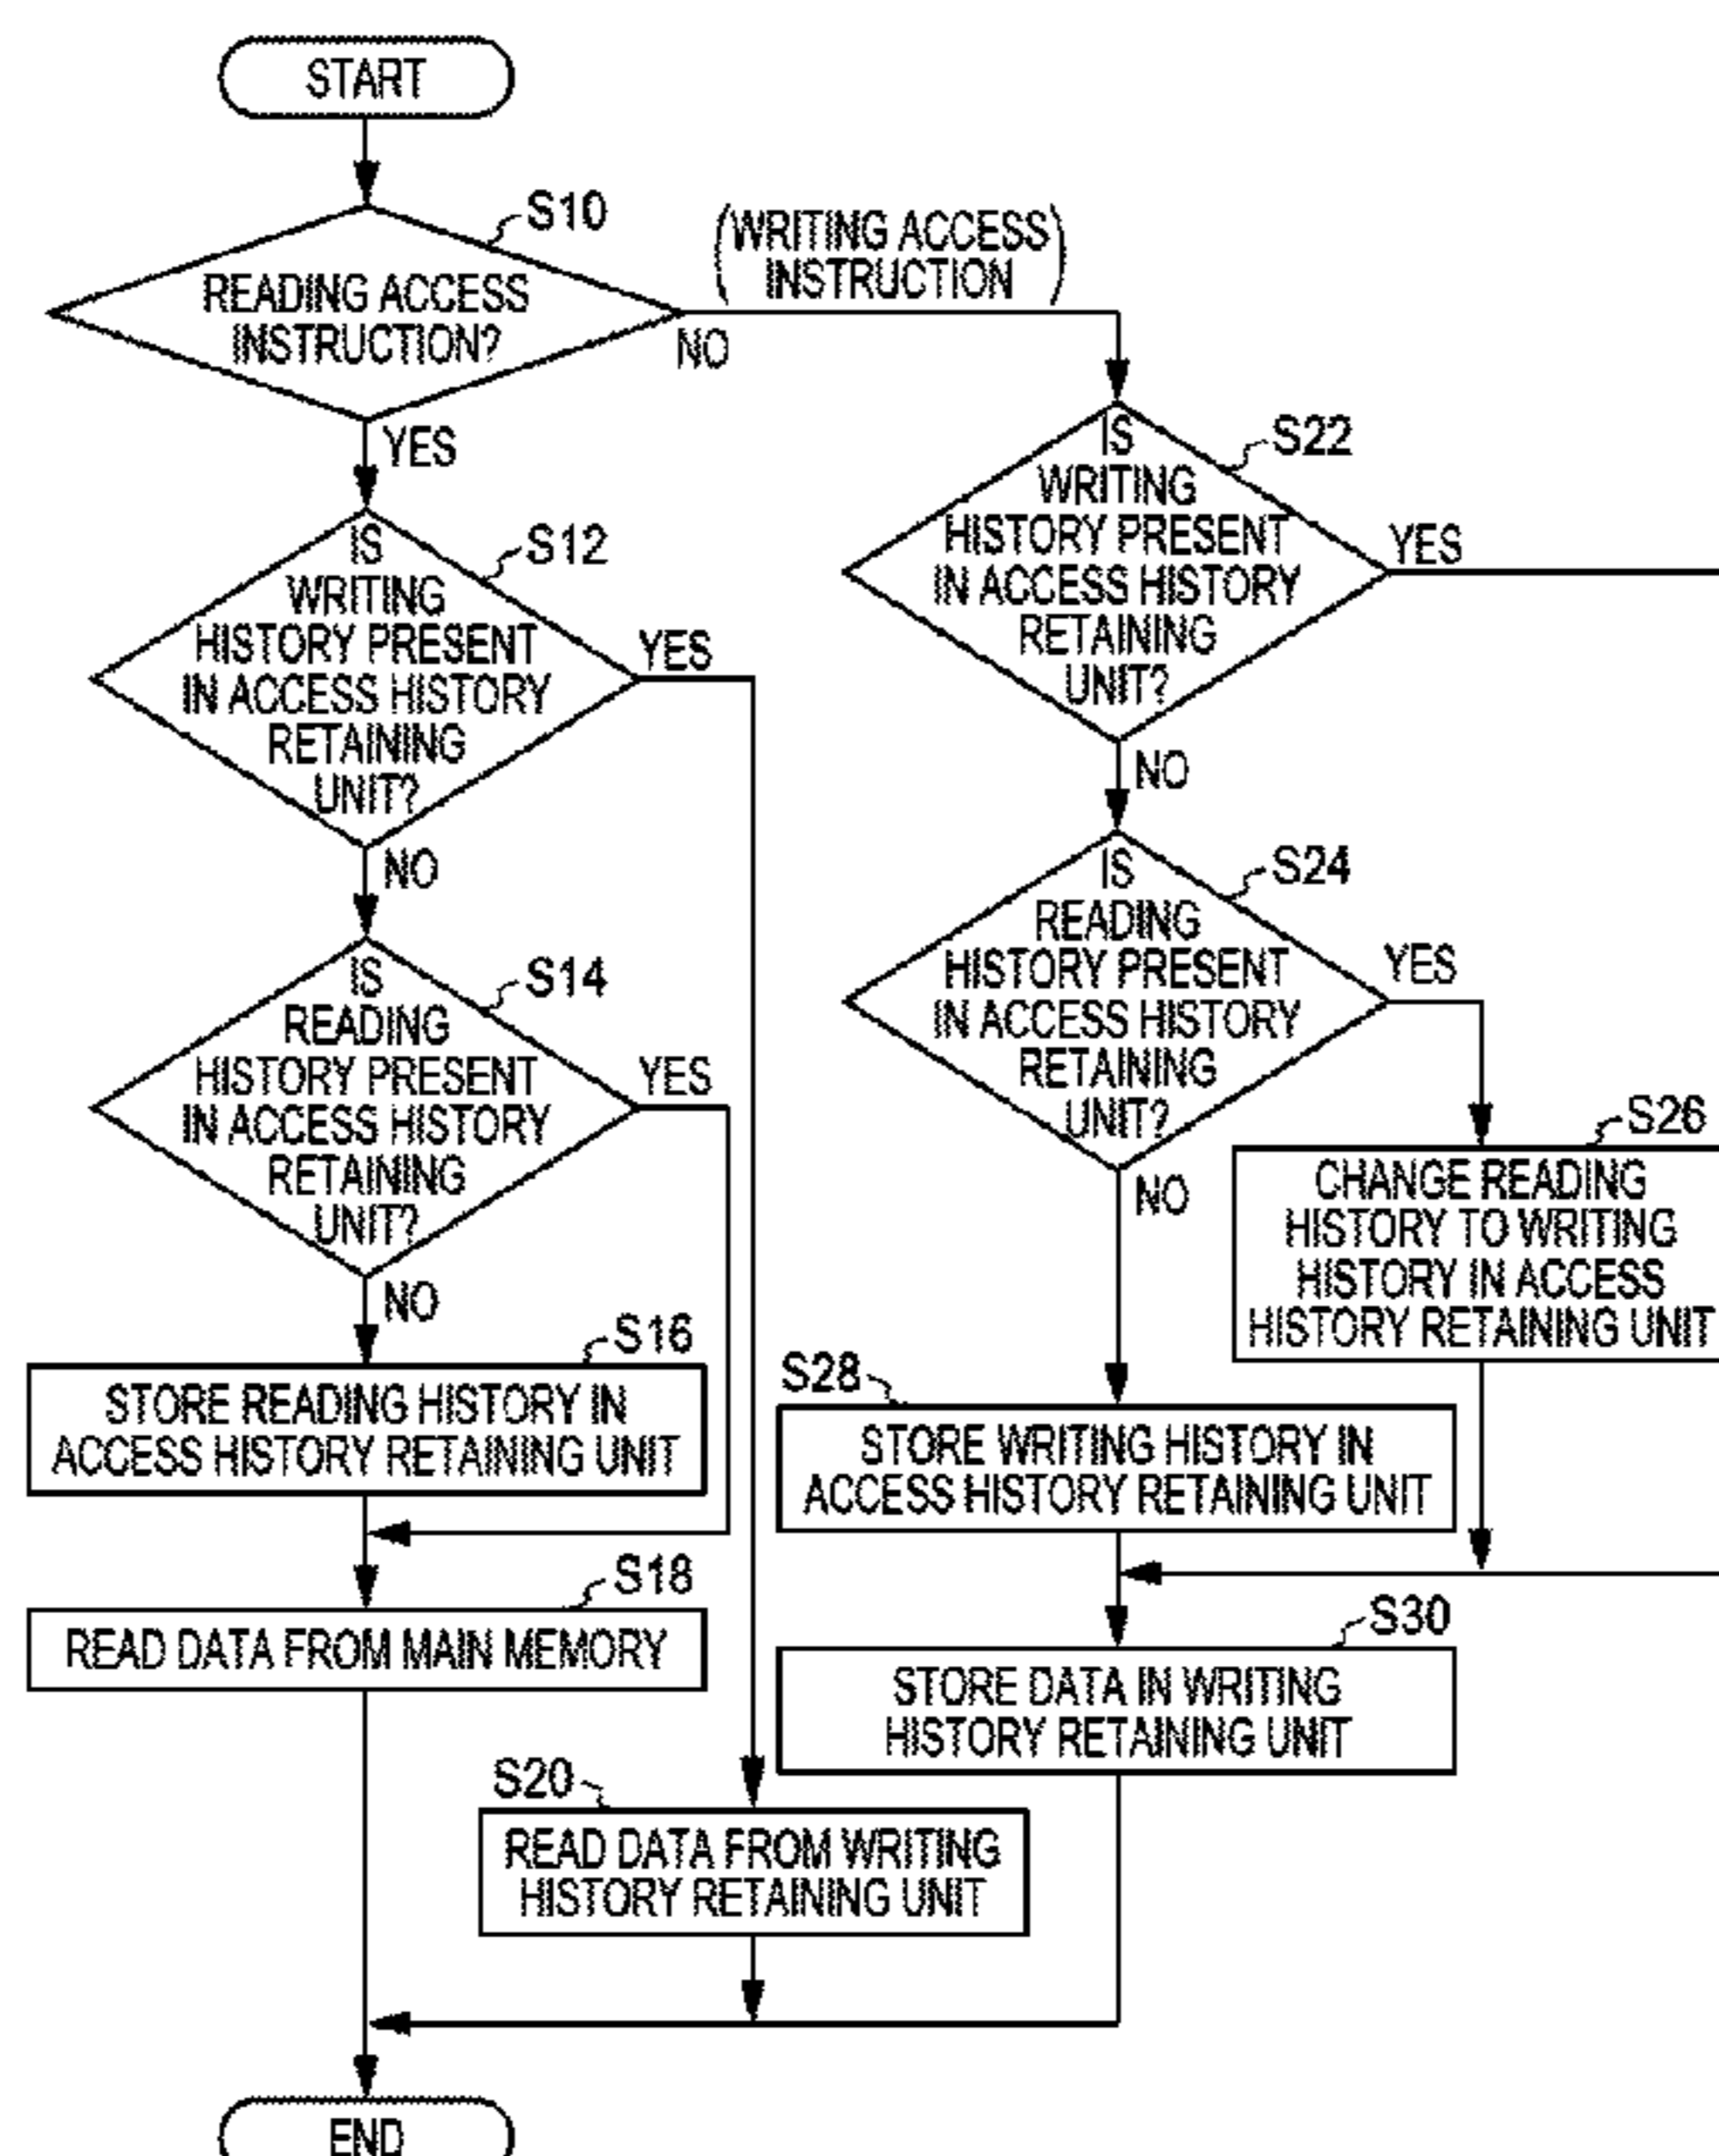 START
S10
READING ACCESS
INSTRUCTION?
(WRITING ACCESS
INSTRUCTION)
NO
YES
S12
IS
WRITING
HISTORY PRESENT
IN ACCESS HISTORY
RETAINING
UNIT?
YES
NO
S14
IS
READING
HISTORY PRESENT
IN ACCESS HISTORY
RETAINING
UNIT?
YES
NO
S16
STORE READING HISTORY IN
ACCESS HISTORY RETAINING UNIT
S18
READ DATA FROM MAIN MEMORY
S20
READ DATA FROM WRITING
HISTORY RETAINING UNIT
S22
IS
WRITING
HISTORY PRESENT
IN ACCESS HISTORY
RETAINING
UNIT?
YES
NO
S24
IS
READING
HISTORY PRESENT
IN ACCESS HISTORY
RETAINING
UNIT?
YES
NO
S26
CHANGE READING
HISTORY TO WRITING
HISTORY IN ACCESS
HISTORY RETAINING UNIT
S28
STORE WRITING HISTORY IN
ACCESS HISTORY RETAINING UNIT
S30
STORE DATA IN WRITING
HISTORY RETAINING UNIT
END